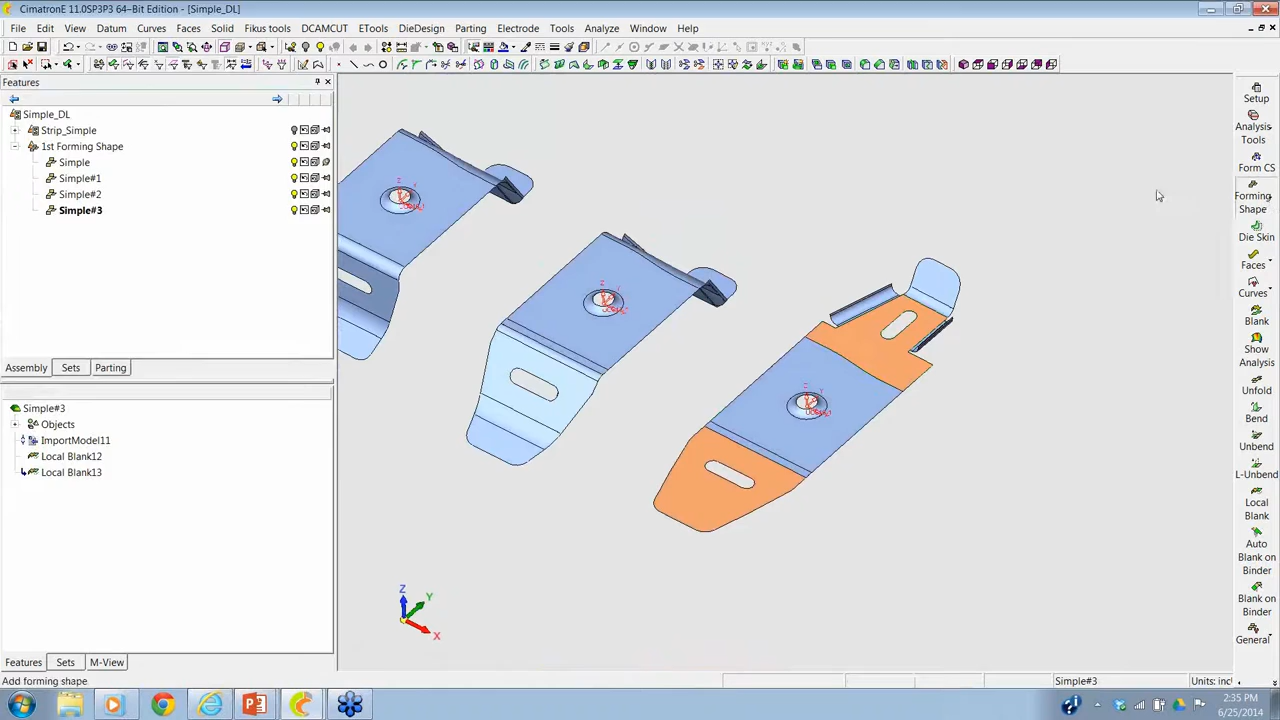 CimatronE 11.0SP3P3 64–Bit Edition - [Simple_DL]
File Edit View Datum Curves Faces Solid Fikus tools DCAMCUT ETools DieDesign Parting Electrode Tools Analyze Window Help
Features
Simple_DL
Strip_Simple
1st Forming Shape
Simple
Simple#1
Simple#2
Simple#3
Assembly Sets Parting
Simple#3
Objects
ImportModel11
Local Blank12
Local Blank13
Features Sets M-View
Add forming shape
Simple#3
Units: inc
Setup
Analysis
Tools
Form CS
Forming
Shape
Die Skin
Faces
Curves
Blank
Show
Analysis
Unfold
Bend
Unbend
L-Unbend
Local
Blank
Auto
Blank on
Binder
Blank on
Binder
General
Z
Y
X
2:35 PM
6/25/2014